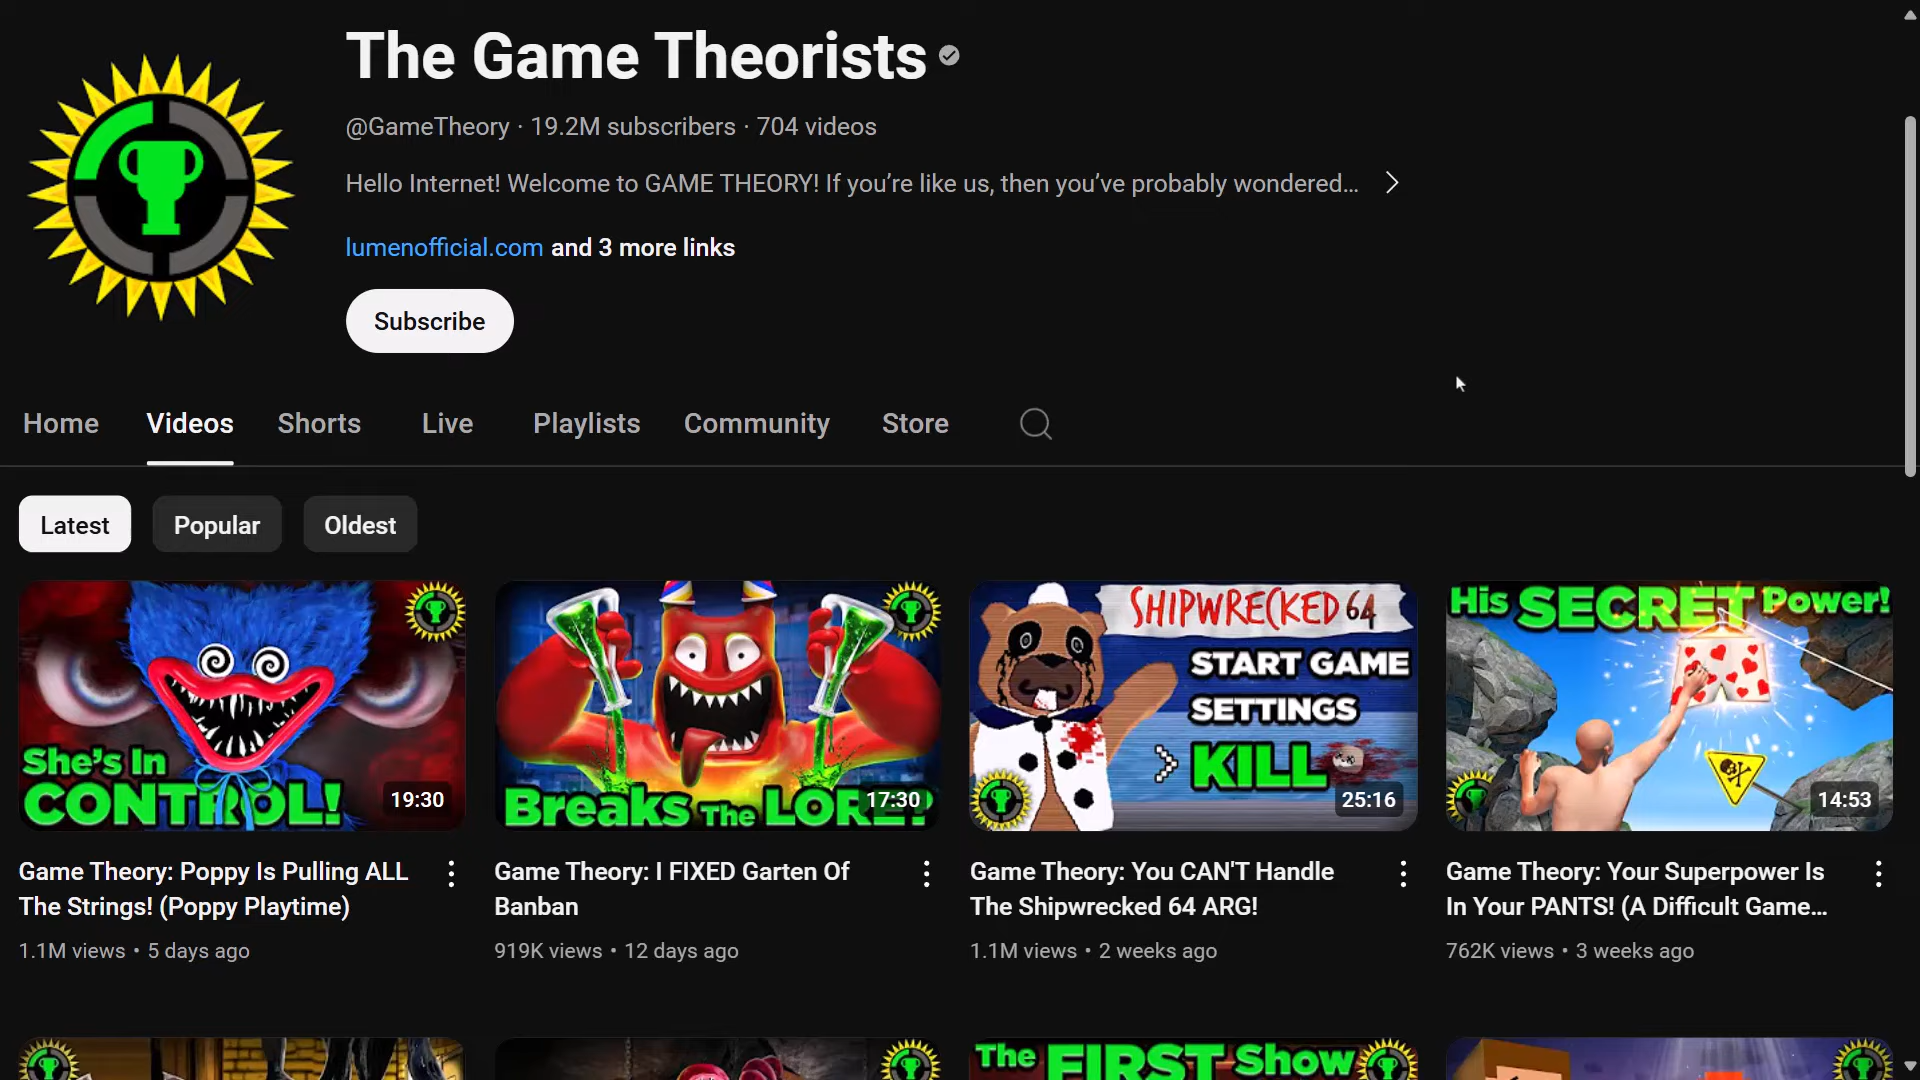 The Game Theorists
@GameTheory · 19.2M subscribers · 704 videos
Hello Internet! Welcome to GAME THEORY! If you’re like us, then you’ve probably wondered...
lumenofficial.com and 3 more links
Subscribe
Home Videos Shorts Live Playlists Community Store
Latest Popular Oldest
She's In
CONTROL!
19:30
Breaks The LORE!
17:30
SHIPWRECKED 64
START GAME
SETTINGS
KILL
25:16
His SECRET Power!
14:53
Game Theory: Poppy Is Pulling ALL
The Strings! (Poppy Playtime)
1.1M views • 5 days ago
Game Theory: I FIXED Garten Of
Banban
919K views • 12 days ago
Game Theory: You CAN'T Handle
The Shipwrecked 64 ARG!
1.1M views • 2 weeks ago
Game Theory: Your Superpower Is
In Your PANTS! (A Difficult Game...
762K views • 3 weeks ago
The FIRST Show